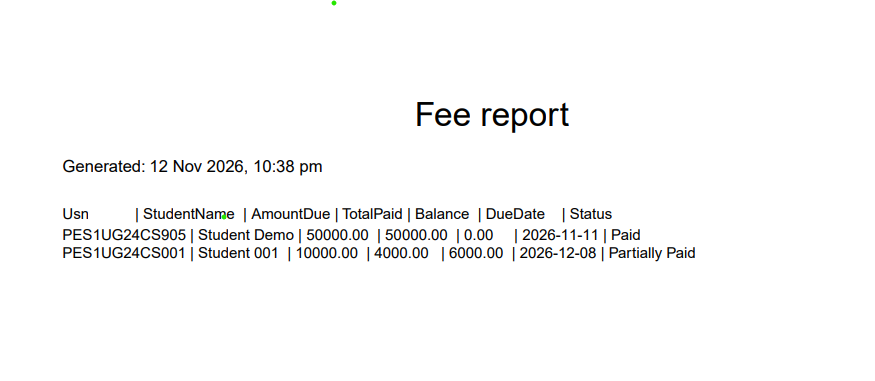 Fee report
Generated: 12 Nov 2026, 10:38 pm
Usn | StudentName | AmountDue | TotalPaid | Balance | DueDate | Status
PES1UG24CS905 | Student Demo | 50000.00 | 50000.00 | 0.00 | 2026-11-11 | Paid
PES1UG24CS001 | Student 001 | 10000.00 | 4000.00 | 6000.00 | 2026-12-08 | Partially Paid